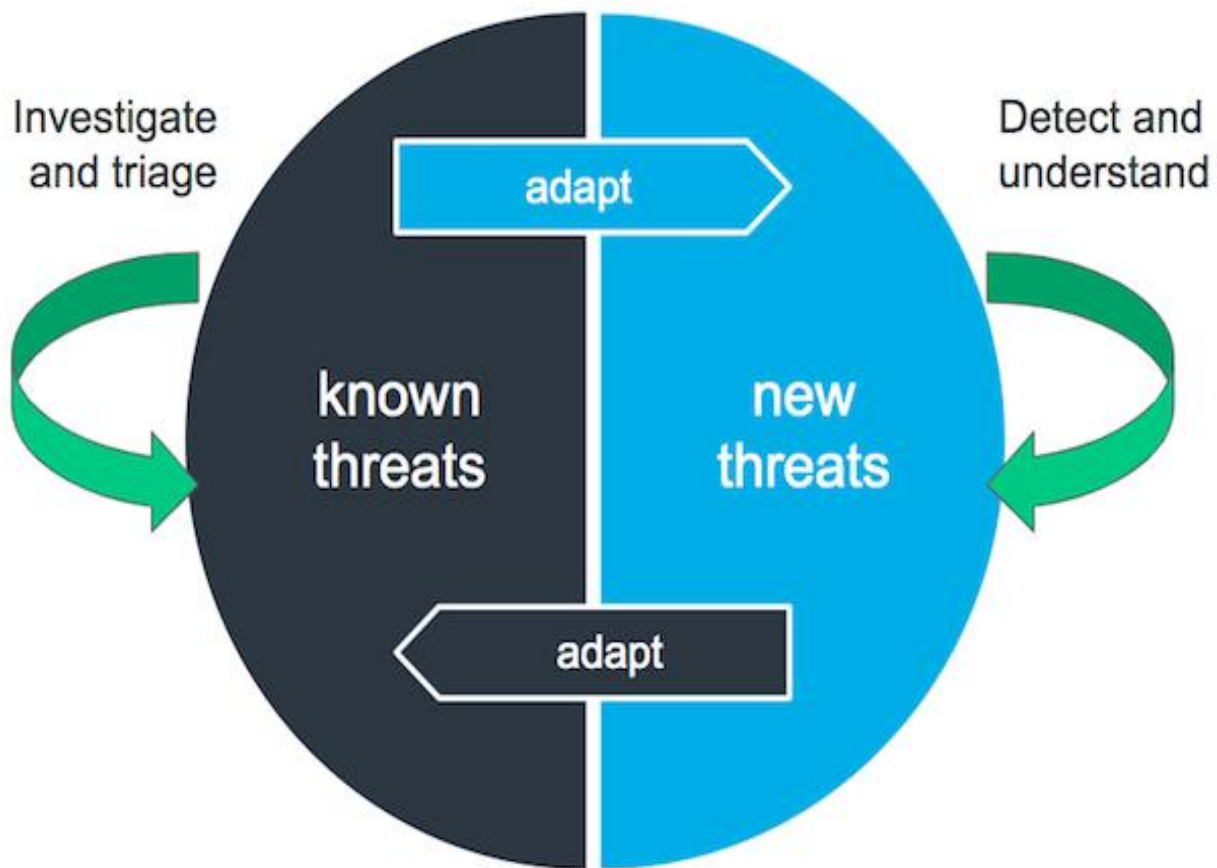 Investigate
and triage
Detect and
understand
adapt
known
threats
new
threats
adapt